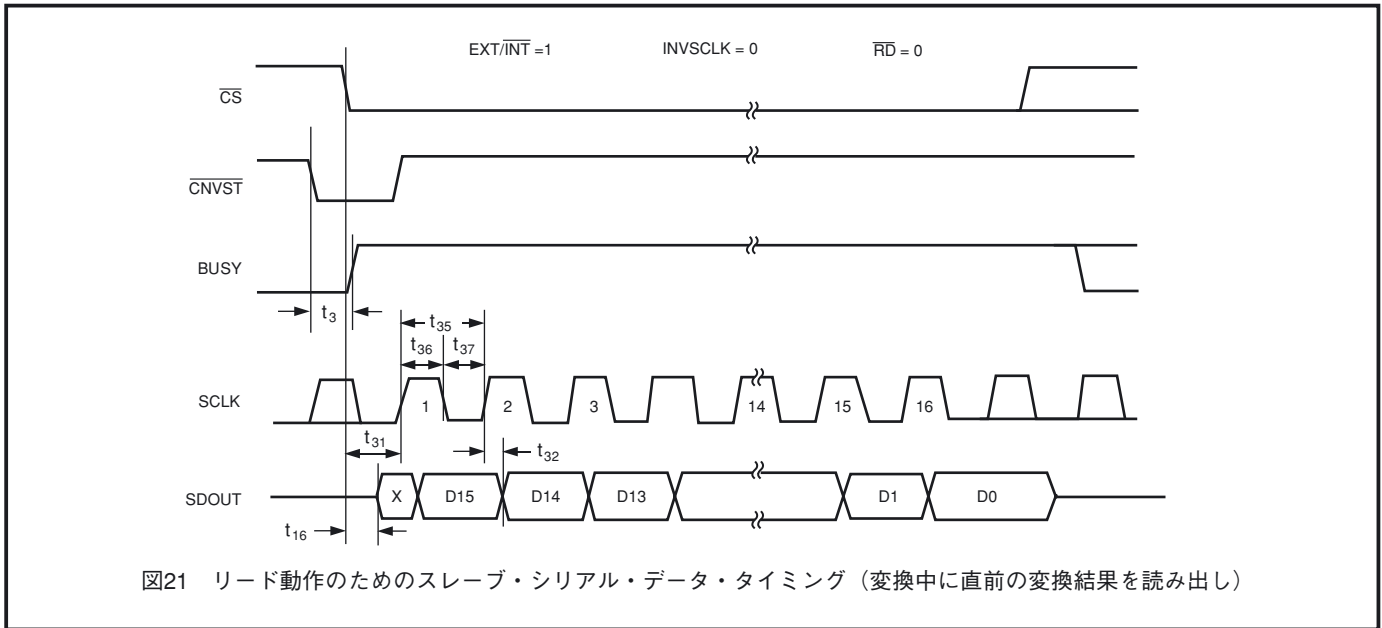 EXT/INT =1 INVSCLK = 0 RD = 0
CS
CNVST
BUSY
t3
t35
t36 t37
SCLK
1 2 3 14 15 16
t31
t32
SDOUT
X D15 D14 D13 D1 D0
t16
図21 リード動作のためのスレーブ・シリアル・データ・タイミング（変換中に直前の変換結果を読み出し）